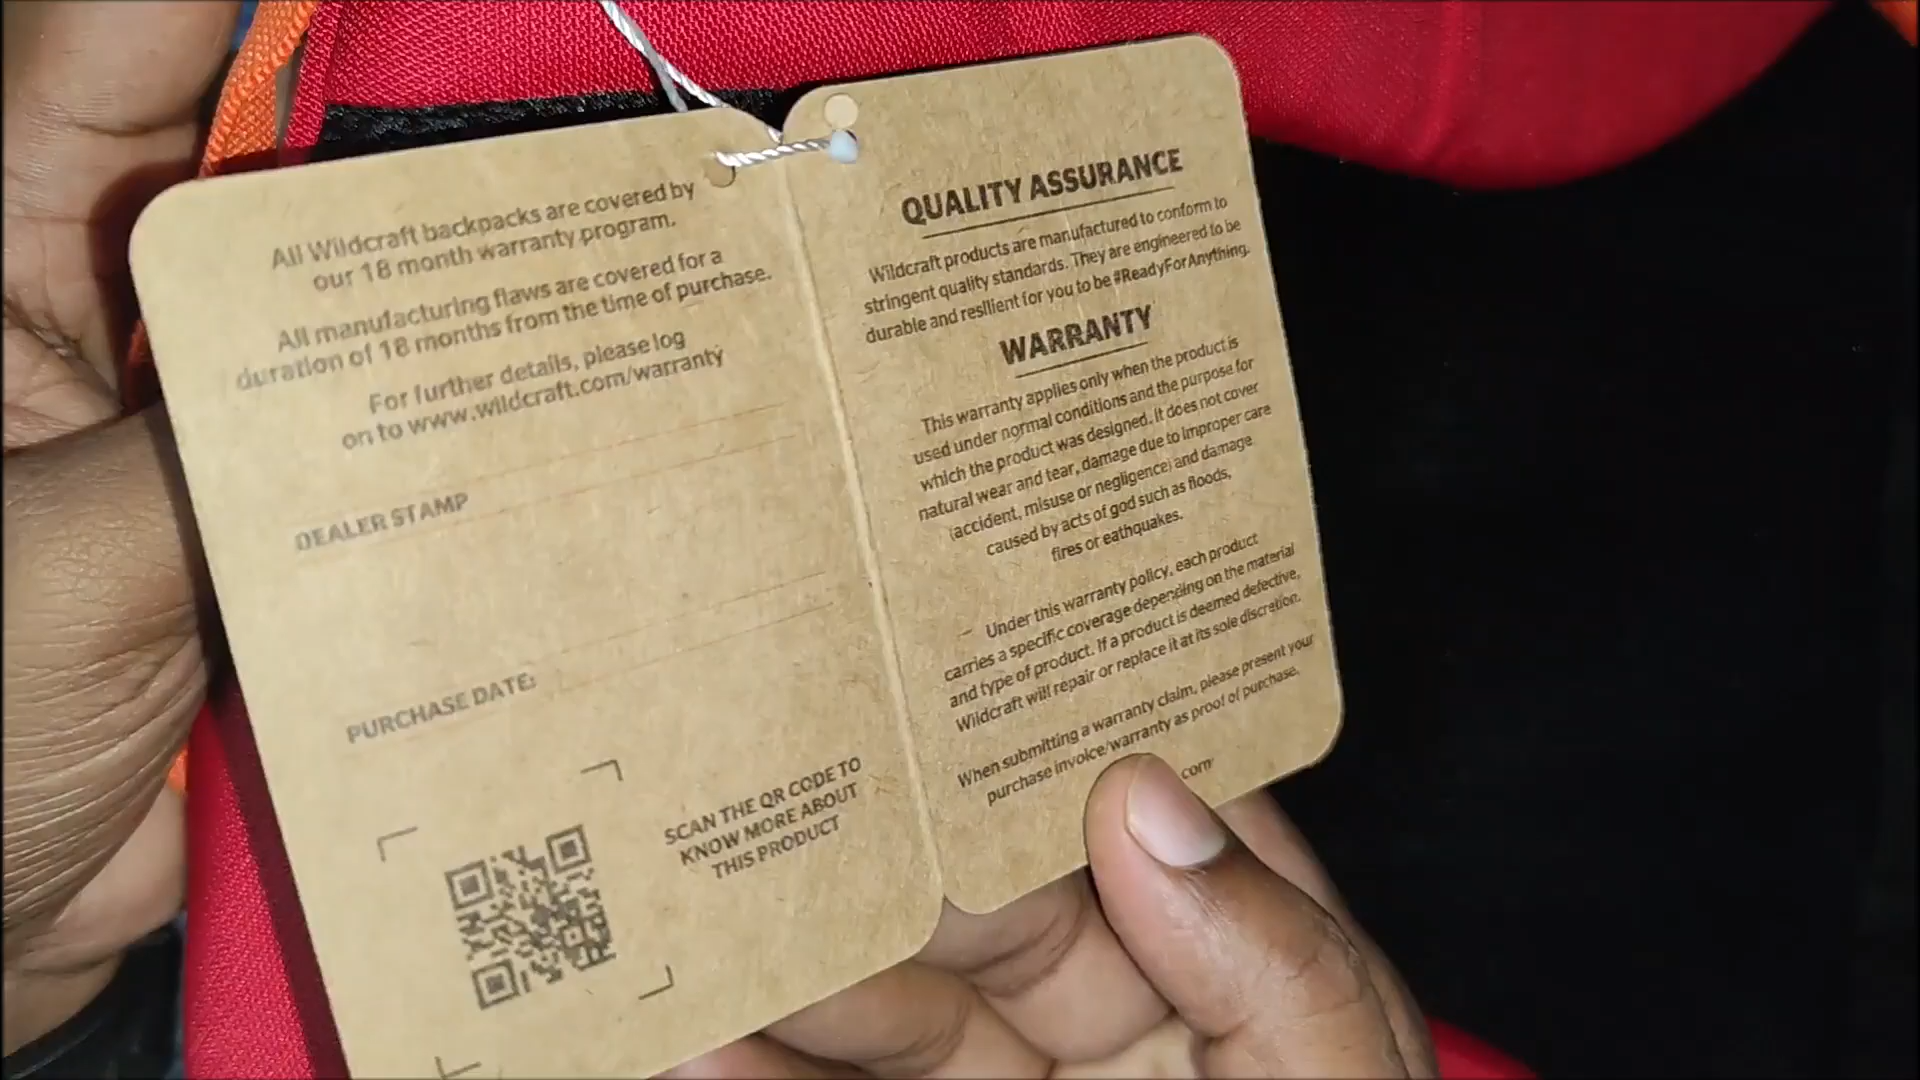 All Wildcraft backpacks are covered by
our 18 month warranty program.
All manufacturing flaws are covered for a
duration of 18 months from the time of purchase.
For further details, please log
on to www.wildcraft.com/warranty
DEALER STAMP
PURCHASE DATE:
SCAN THE QR CODE TO
KNOW MORE ABOUT
THIS PRODUCT
QUALITY ASSURANCE
Wildcraft products are manufactured to conform to
stringent quality standards. They are engineered to be
durable and resilient for you to be #ReadyForAnything.
WARRANTY
This warranty applies only when the product is
used under normal conditions and the purpose for
which the product was designed. It does not cover
natural wear and tear, damage due to improper care
(accident, misuse or negligence) and damage
caused by acts of god such as floods,
fires or eathquakes.
Under this warranty policy, each product
carries a specific coverage depending on the material
and type of product. If a product is deemed defective,
Wildcraft will repair or replace it at its sole discretion.
When submitting a warranty claim, please present your
purchase invoice/warranty as proof of purchase.
.com